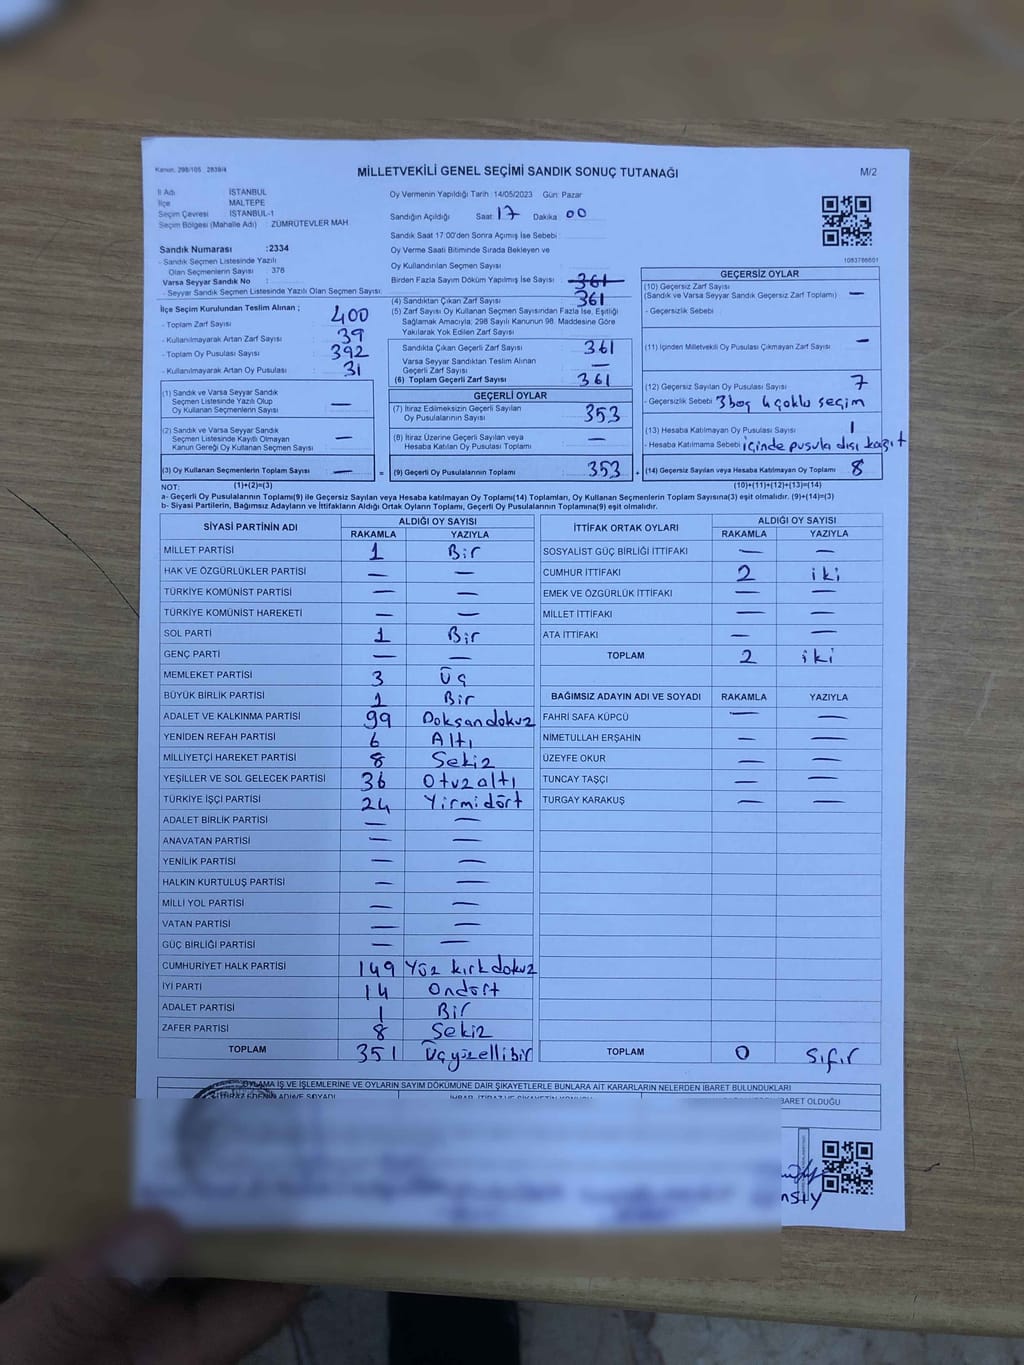 Kanun, 298/105, 2839/4
MİLLETVEKİLİ GENEL SEÇİMİ SANDIK SONUÇ TUTANAĞI
M/2
İl Adı İSTANBUL
İlçe MALTEPE
Seçim Çevresi İSTANBUL-1
Seçim Bölgesi (Mahalle Adı) : ZÜMRÜTEVLER MAH.
Oy Vermenin Yapıldığı Tarih : 14/05/2023 Gün: Pazar
Sandığın Açıldığı Saat: 17 Dakika 00
Sandık Saat 17:00'den Sonra Açılmış İse Sebebi :
Oy Verme Saati Bitiminde Sırada Bekleyen ve
Oy Kullandırılan Seçmen Sayısı
Birden Fazla Sayım Döküm Yapılmış İse Sayısı : 361
Sandık Numarası :2334
- Sandık Seçmen Listesinde Yazılı
Olan Seçmenlerin Sayısı : 378
Varsa Seyyar Sandık No :
- Seyyar Sandık Seçmen Listesinde Yazılı Olan Seçmen Sayısı:
1083786601
İlçe Seçim Kurulundan Teslim Alınan ;
- Toplam Zarf Sayısı : 400
- Kullanılmayarak Artan Zarf Sayısı : 39
- Toplam Oy Pusulası Sayısı : 392
- Kullanılmayarak Artan Oy Pusulası : 31
(1) Sandık ve Varsa Seyyar Sandık
Seçmen Listesinde Yazılı Olup
Oy Kullanan Seçmenlerin Sayısı : —
(2) Sandık ve Varsa Seyyar Sandık
Seçmen Listesinde Kayıtlı Olmayan
Kanun Gereği Oy Kullanan Seçmen Sayısı : —
(3) Oy Kullanan Seçmenlerin Toplam Sayısı : —
(4) Sandıktan Çıkan Zarf Sayısı : 361
(5) Zarf Sayısı Oy Kullanan Seçmen Sayısından Fazla İse, Eşitliği
Sağlamak Amacıyla; 298 Sayılı Kanunun 98. Maddesine Göre
Yakılarak Yok Edilen Zarf Sayısı
Sandıkta Çıkan Geçerli Zarf Sayısı : 361
Varsa Seyyar Sandıktan Teslim Alınan
Geçerli Zarf Sayısı : —
(6) Toplam Geçerli Zarf Sayısı : 361
GEÇERLİ OYLAR
(7) İtiraz Edilmeksizin Geçerli Sayılan
Oy Pusulalarının Sayısı : 353
(8) İtiraz Üzerine Geçerli Sayılan veya
Hesaba Katılan Oy Pusulası Toplamı : —
= (9) Geçerli Oy Pusulalarının Toplamı : 353
GEÇERSİZ OYLAR
(10) Geçersiz Zarf Sayısı
(Sandık ve Varsa Seyyar Sandık Geçersiz Zarf Toplamı) : —
- Geçersizlik Sebebi :
(11) İçinden Milletvekili Oy Pusulası Çıkmayan Zarf Sayısı : —
(12) Geçersiz Sayılan Oy Pusulası Sayısı : 7
- Geçersizlik Sebebi 3 boş 4 çoklu seçim
(13) Hesaba Katılmayan Oy Pusulası Sayısı : 1
- Hesaba Katılmama Sebebi : içinde pusula dışı kağıt
+ (14) Geçersiz Sayılan veya Hesaba Katılmayan Oy Toplamı : 8
NOT: (1)+(2)=(3)
(10)+(11)+(12)+(13)=(14)
a- Geçerli Oy Pusulalarının Toplamı(9) ile Geçersiz Sayılan veya Hesaba katılmayan Oy Toplamı(14) Toplamları, Oy Kullanan Seçmenlerin Toplam Sayısına(3) eşit olmalıdır. (9)+(14)=(3)
b- Siyasi Partilerin, Bağımsız Adayların ve İttifakların Aldığı Ortak Oyların Toplamı, Geçerli Oy Pusulalarının Toplamına(9) eşit olmalıdır.
SİYASİ PARTİNİN ADI ALDIĞI OY SAYISI
RAKAMLA YAZIYLA
MİLLET PARTİSİ 1 Bir
HAK VE ÖZGÜRLÜKLER PARTİSİ — —
TÜRKİYE KOMÜNİST PARTİSİ — —
TÜRKİYE KOMÜNİST HAREKETİ — —
SOL PARTİ 1 Bir
GENÇ PARTİ — —
MEMLEKET PARTİSİ 3 Üç
BÜYÜK BİRLİK PARTİSİ 1 Bir
ADALET VE KALKINMA PARTİSİ 99 Doksandokuz
YENİDEN REFAH PARTİSİ 6 Altı
MİLLİYETÇİ HAREKET PARTİSİ 8 Sekiz
YEŞİLLER VE SOL GELECEK PARTİSİ 36 Otuzaltı
TÜRKİYE İŞÇİ PARTİSİ 24 Yirmidört
ADALET BİRLİK PARTİSİ — —
ANAVATAN PARTİSİ — —
YENİLİK PARTİSİ — —
HALKIN KURTULUŞ PARTİSİ — —
MİLLİ YOL PARTİSİ — —
VATAN PARTİSİ — —
GÜÇ BİRLİĞİ PARTİSİ — —
CUMHURİYET HALK PARTİSİ 149 Yüz kırkdokuz
İYİ PARTİ 14 Ondört
ADALET PARTİSİ 1 Bir
ZAFER PARTİSİ 8 Sekiz
TOPLAM 351 Üçyüzellibir
İTTİFAK ORTAK OYLARI ALDIĞI OY SAYISI
RAKAMLA YAZIYLA
SOSYALİST GÜÇ BİRLİĞİ İTTİFAKI — —
CUMHUR İTTİFAKI 2 iki
EMEK VE ÖZGÜRLÜK İTTİFAKI — —
MİLLET İTTİFAKI — —
ATA İTTİFAKI — —
TOPLAM 2 iki
BAĞIMSIZ ADAYIN ADI VE SOYADI RAKAMLA YAZIYLA
FAHRİ SAFA KÜPCÜ — —
NİMETULLAH ERŞAHİN — —
ÜZEYFE OKUR — —
TUNCAY TAŞÇI — —
TURGAY KARAKUŞ — —
TOPLAM 0 Sıfır
OYLAMA İŞ VE İŞLEMLERİNE VE OYLARIN SAYIM DÖKÜMÜNE DAİR ŞİKAYETLERLE BUNLARA AİT KARARLARIN NELERDEN İBARET BULUNDUKLARI
İTİRAZ EDENİN ADI VE SOYADI
İHBAR, İTİRAZ VE ŞİKAYETİN KONUSU
İBARET OLDUĞU